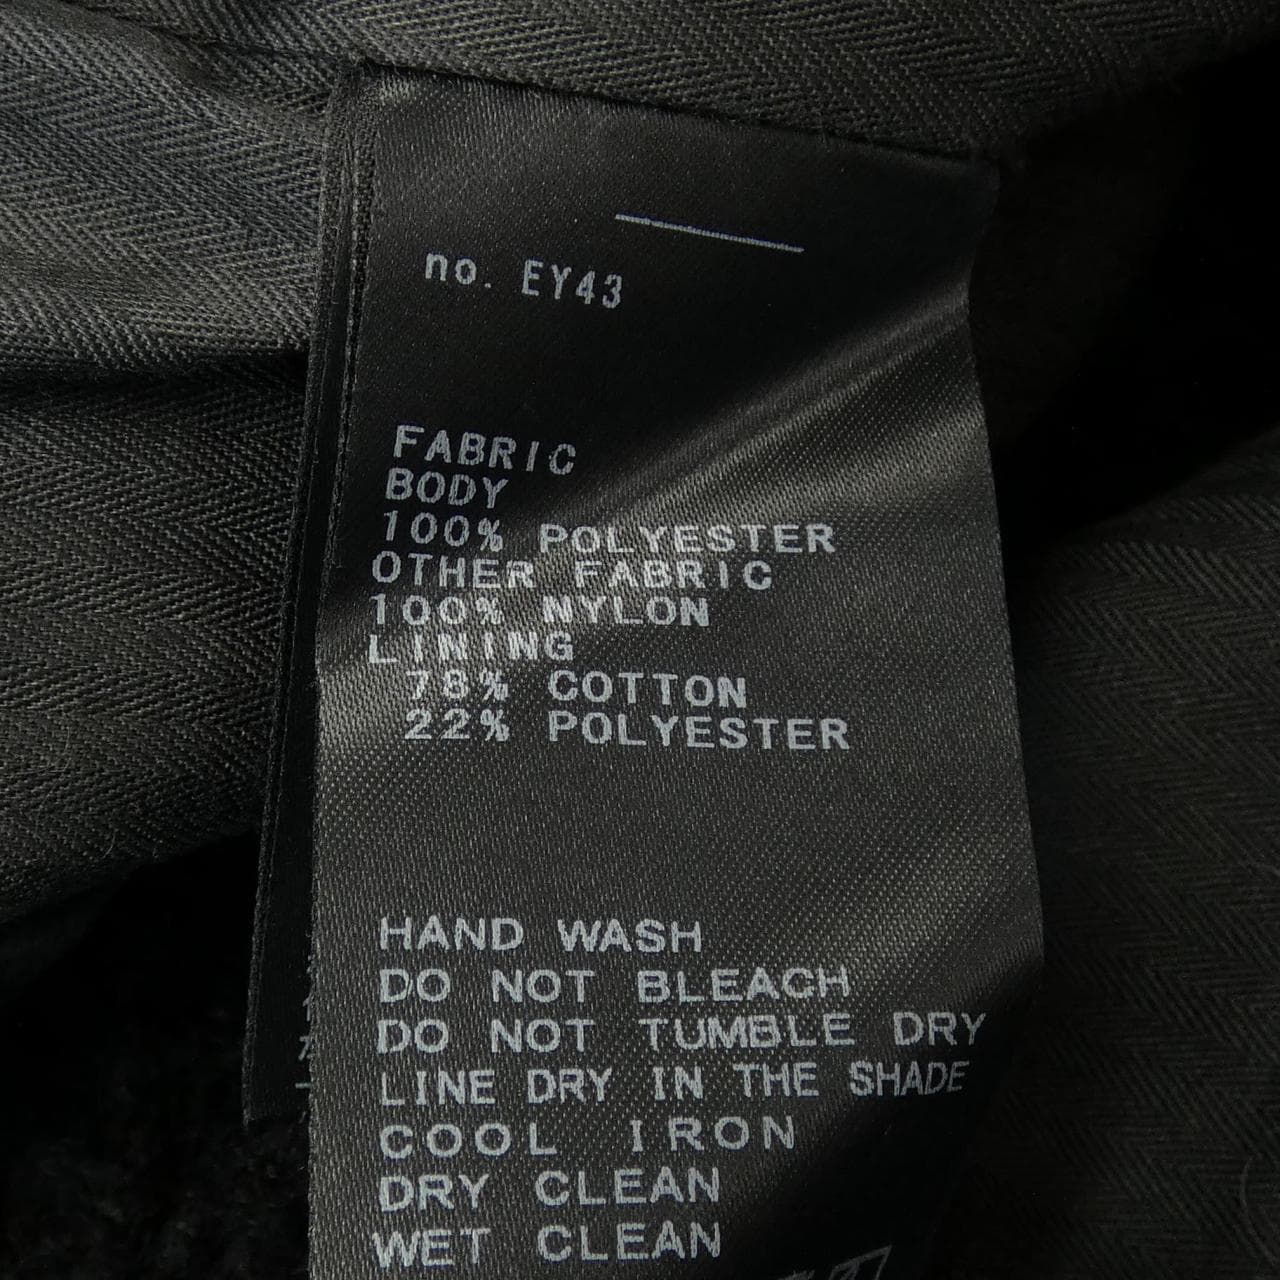 no. EY43
FABRIC
BODY
100% POLYESTER
OTHER FABRIC
100% NYLON
LINING
78% COTTON
22% POLYESTER
HAND WASH
DO NOT BLEACH
DO NOT TUMBLE DRY
LINE DRY IN THE SHADE
COOL IRON
DRY CLEAN
WET CLEAN